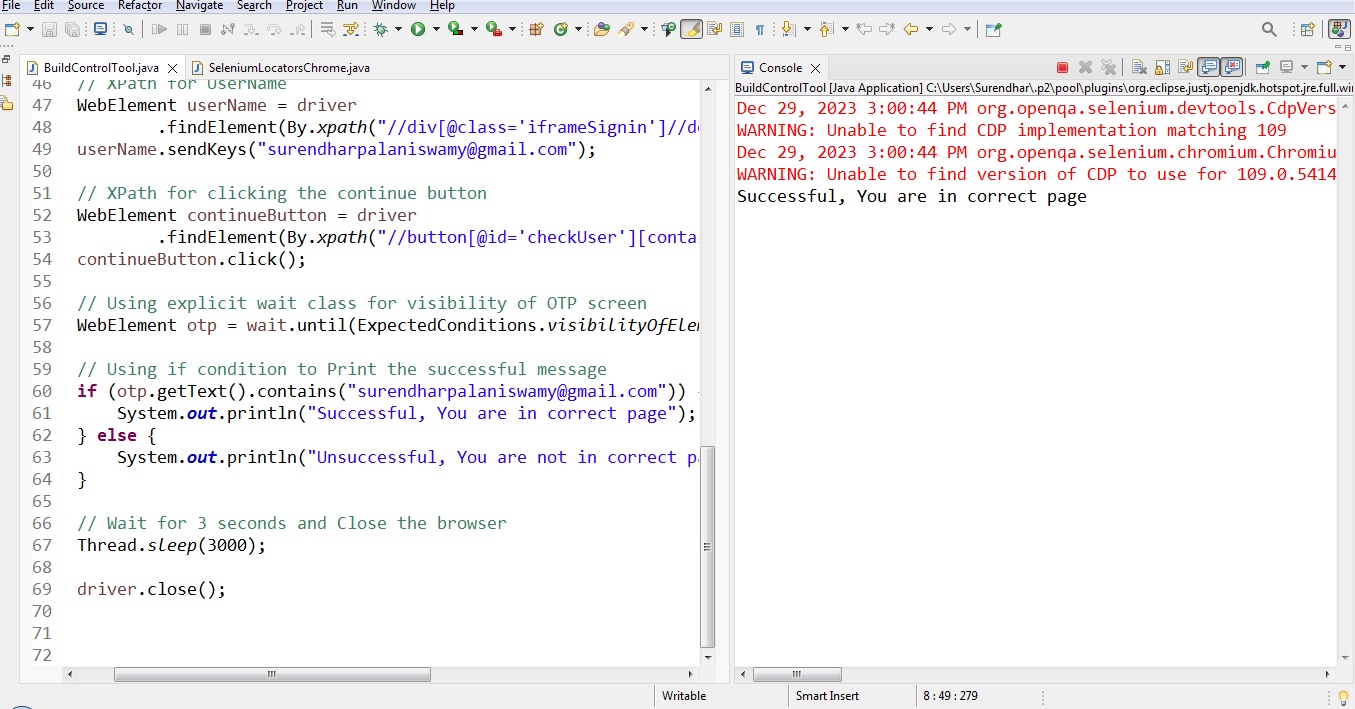 File Edit Source Refactor Navigate Search Project Run Window Help
BuildControlTool.java SeleniumLocatorsChrome.java
46 // XPath for UserName
47 WebElement userName = driver
48 .findElement(By.xpath("//div[@class='iframeSignin']//d
49 userName.sendKeys("surendharpalaniswamy@gmail.com");
50
51 // XPath for clicking the continue button
52 WebElement continueButton = driver
53 .findElement(By.xpath("//button[@id='checkUser'][conta
54 continueButton.click();
55
56 // Using explicit wait class for visibility of OTP screen
57 WebElement otp = wait.until(ExpectedConditions.visibilityOfEle
58
59 // Using if condition to Print the successful message
60 if (otp.getText().contains("surendharpalaniswamy@gmail.com"))
61 System.out.println("Successful, You are in correct page");
62 } else {
63 System.out.println("Unsuccessful, You are not in correct p
64 }
65
66 // Wait for 3 seconds and Close the browser
67 Thread.sleep(3000);
68
69 driver.close();
70
71
72
Console
BuildControlTool [Java Application] C:\Users\Surendhar\.p2\pool\plugins\org.eclipse.justj.openjdk.hotspot.jre.full.wi
Dec 29, 2023 3:00:44 PM org.openqa.selenium.devtools.CdpVers
WARNING: Unable to find CDP implementation matching 109
Dec 29, 2023 3:00:44 PM org.openqa.selenium.chromium.Chromiu
WARNING: Unable to find version of CDP to use for 109.0.5414
Successful, You are in correct page
Writable Smart Insert 8 : 49 : 279